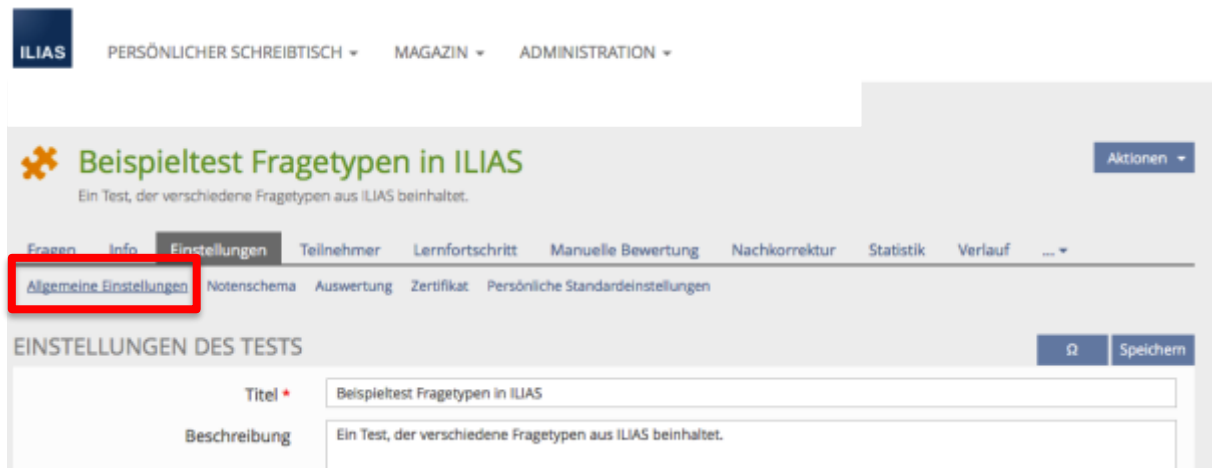 ILIAS PERSÖNLICHER SCHREIBTISCH MAGAZIN ADMINISTRATION
Beispieltest Fragetypen in ILIAS Aktionen
Ein Test, der verschiedene Fragetypen aus ILIAS beinhaltet.
Fragen Info Einstellungen Teilnehmer Lernfortschritt Manuelle Bewertung Nachkorrektur Statistik Verlauf ...
Allgemeine Einstellungen Notenschema Auswertung Zertifikat Persönliche Standardeinstellungen
EINSTELLUNGEN DES TESTS Ω Speichern
Titel * Beispieltest Fragetypen in ILIAS
Beschreibung Ein Test, der verschiedene Fragetypen aus ILIAS beinhaltet.